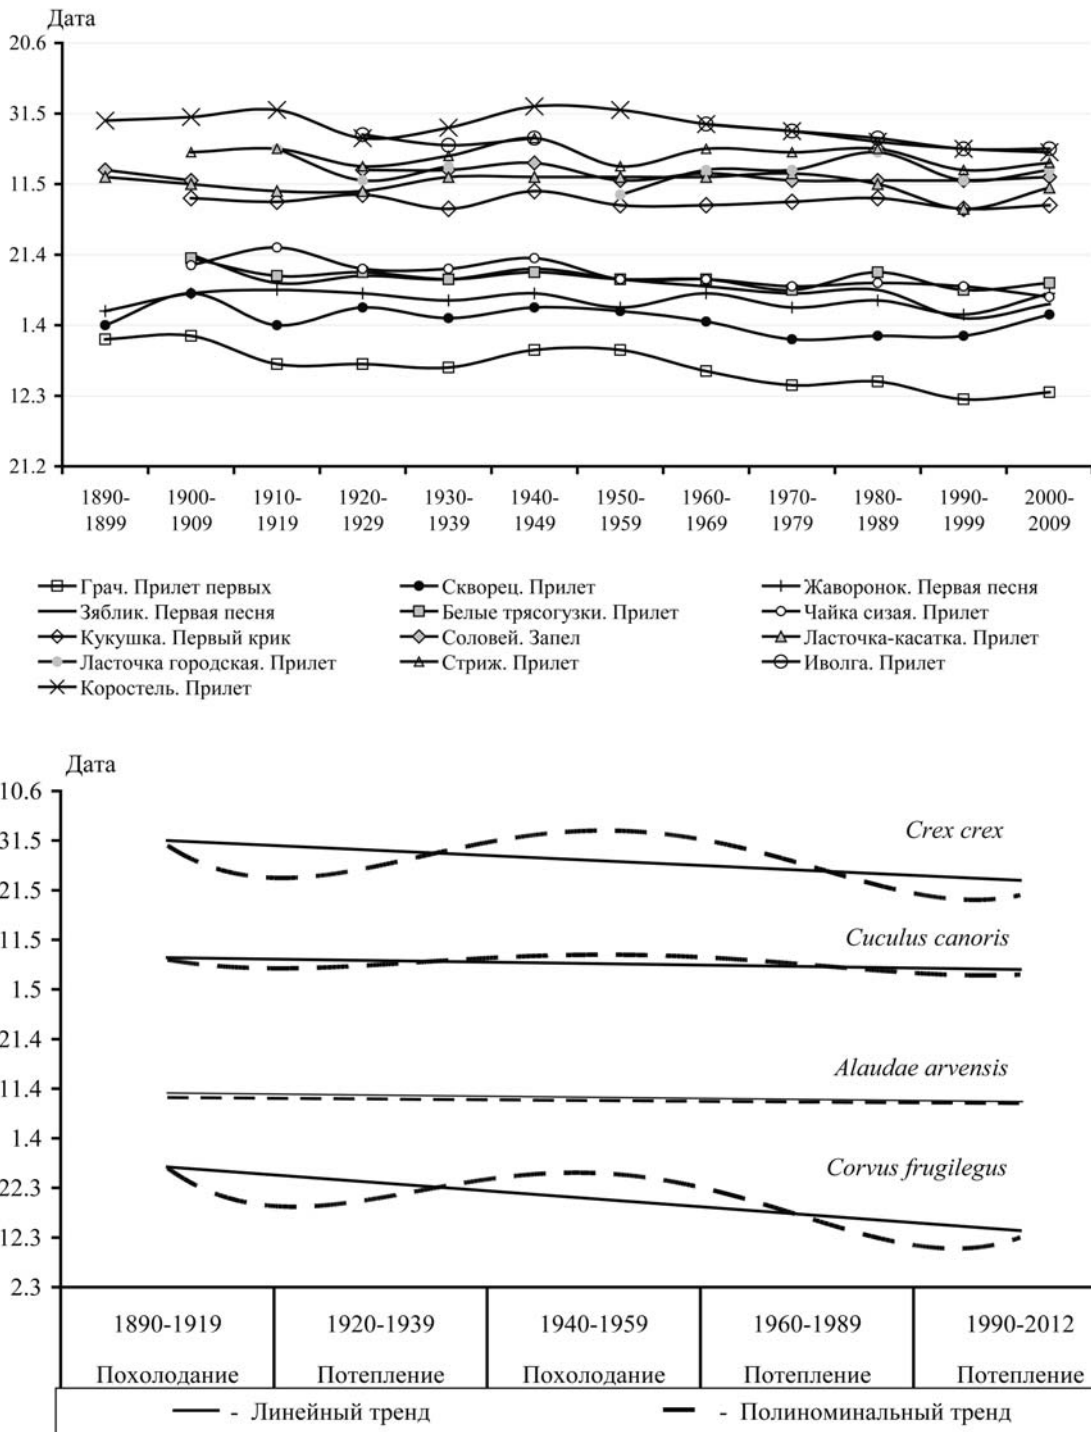 Дата
20.6
31.5
11.5
21.4
1.4
12.3
21.2
1890- 1900- 1910- 1920- 1930- 1940- 1950- 1960- 1970- 1980- 1990- 2000-
1899 1909 1919 1929 1939 1949 1959 1969 1979 1989 1999 2009
Грач. Прилет первых Скворец. Прилет Жаворонок. Первая песня
Зяблик. Первая песня Белые трясогузки. Прилет Чайка сизая. Прилет
Кукушка. Первый крик Соловей. Запел Ласточка-касатка. Прилет
Ласточка городская. Прилет Стриж. Прилет Иволга. Прилет
Коростель. Прилет
Дата
10.6
31.5
Crex crex
21.5
11.5
Cuculus canoris
1.5
21.4
Alaudae arvensis
11.4
1.4
Corvus frugilegus
22.3
12.3
2.3
1890-1919 1920-1939 1940-1959 1960-1989 1990-2012
Похолодание Потепление Похолодание Потепление Потепление
- Линейный тренд - Полиноминальный тренд